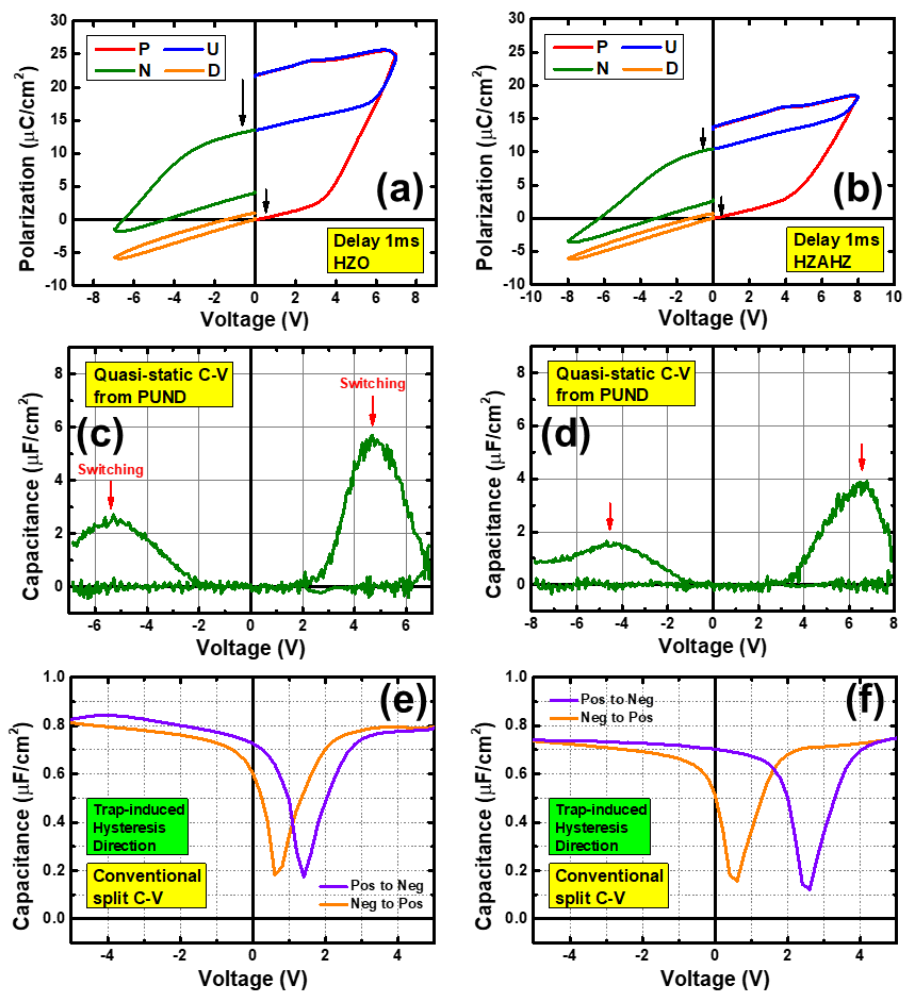 P U
N D
(a)
Delay 1ms
HZO
Polarization (μC/cm²)
30
25
20
15
10
5
0
-5
-10
-8 -6 -4 -2 0 2 4 6 8
Voltage (V)
P U
N D
(b)
Delay 1ms
HZAHZ
Polarization (μC/cm²)
30
25
20
15
10
5
0
-5
-10
-10 -8 -6 -4 -2 0 2 4 6 8 10
Voltage (V)
Quasi-static C-V
from PUND
(c)
Switching
Switching
Capacitance (μF/cm²)
8
6
4
2
0
-6 -4 -2 0 2 4 6
Voltage (V)
Quasi-static C-V
from PUND
(d)
Capacitance (μF/cm²)
8
6
4
2
0
-8 -6 -4 -2 0 2 4 6 8
Voltage (V)
(e)
Trap-induced
Hysteresis
Direction
Conventional
split C-V
Pos to Neg
Neg to Pos
Capacitance (μF/cm²)
1.0
0.8
0.6
0.4
0.2
0.0
-4 -2 0 2 4
Voltage (V)
Pos to Neg
Neg to Pos
(f)
Trap-induced
Hysteresis
Direction
Conventional
split C-V
Capacitance (μF/cm²)
1.0
0.8
0.6
0.4
0.2
0.0
-4 -2 0 2 4
Voltage (V)